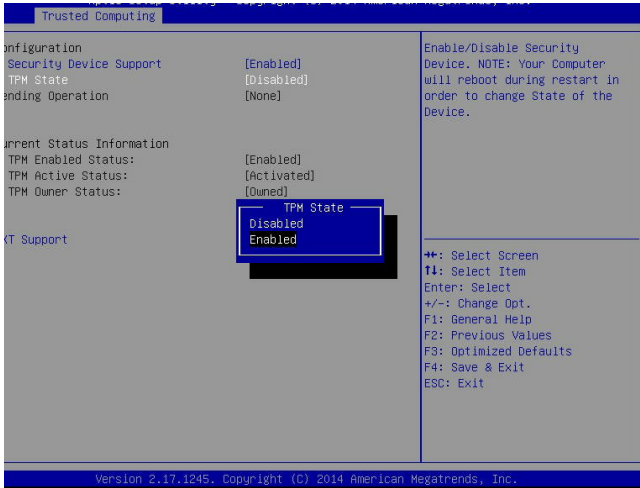 Trusted Computing
onfiguration
Security Device Support [Enabled]
TPM State [Disabled]
ending Operation [None]
urrent Status Information
TPM Enabled Status: [Enabled]
TPM Active Status: [Activated]
TPM Owner Status: [Owned]
XT Support
TPM State
Disabled
Enabled
Enable/Disable Security
Device. NOTE: Your Computer
will reboot during restart in
order to change State of the
Device.
→←: Select Screen
↑↓: Select Item
Enter: Select
+/-: Change Opt.
F1: General Help
F2: Previous Values
F3: Optimized Defaults
F4: Save & Exit
ESC: Exit
Version 2.17.1245. Copyright (C) 2014 American Megatrends, Inc.